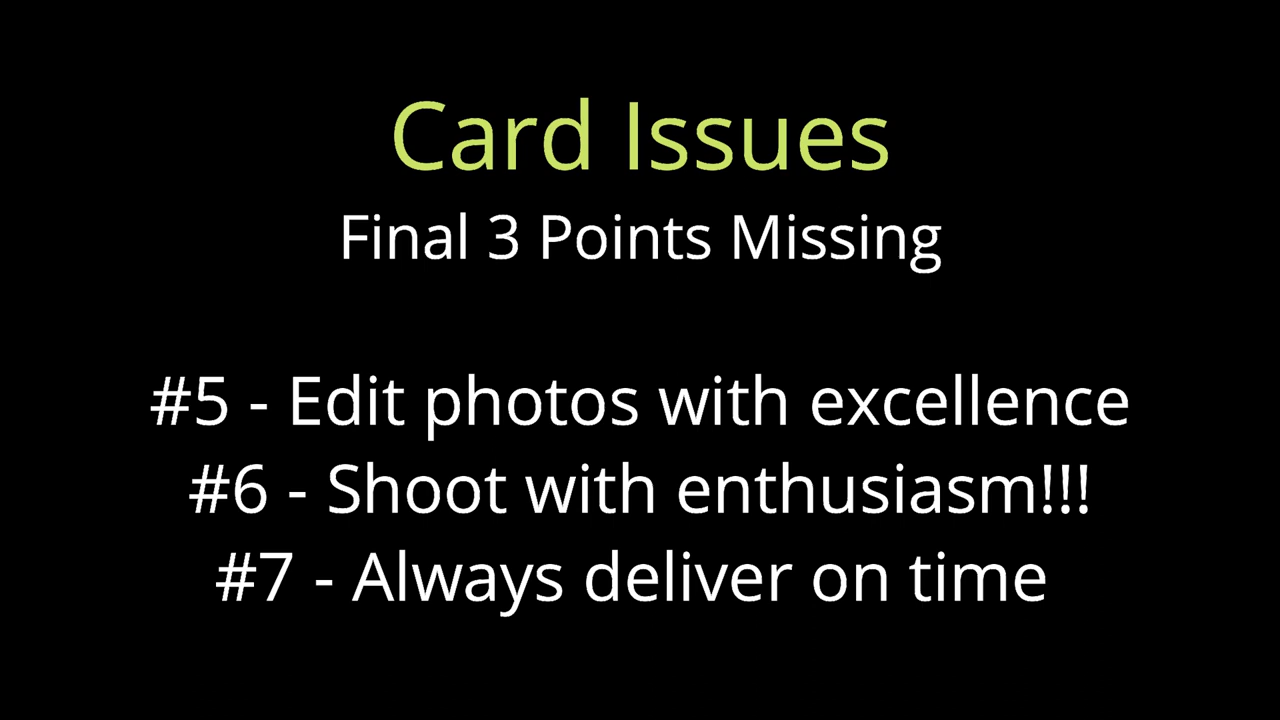 Card Issues
Final 3 Points Missing
#5 - Edit photos with excellence
#6 - Shoot with enthusiasm!!!
#7 - Always deliver on time